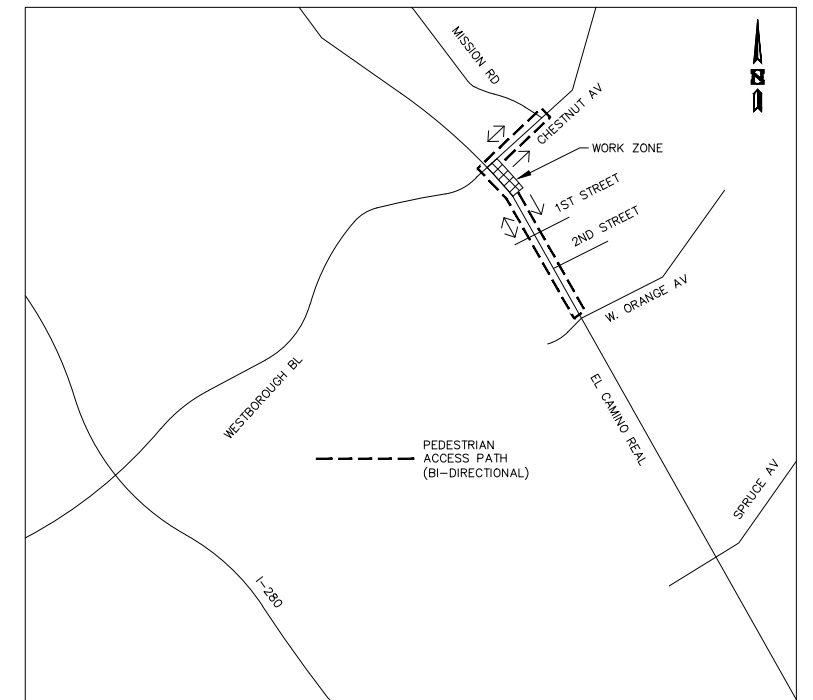 MISSION RD
N
CHESTNUT AV
WORK ZONE
1ST STREET
2ND STREET
W. ORANGE AV
WESTBOROUGH BL
EL CAMINO REAL
PEDESTRIAN
ACCESS PATH
(BI-DIRECTIONAL)
SPRUCE AV
I-280